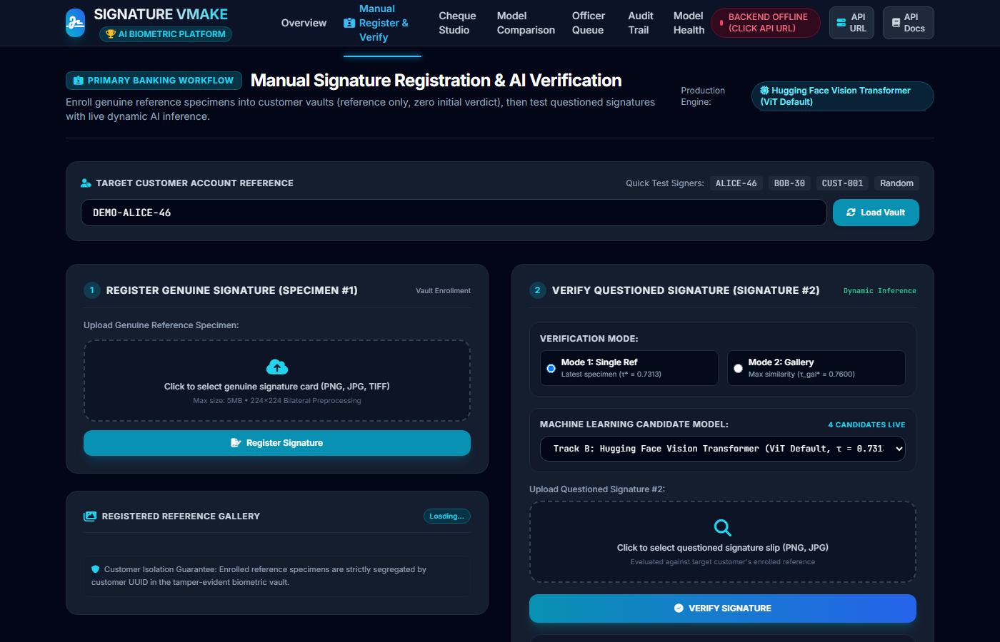 SIGNATURE VMAKE
🏆 AI BIOMETRIC PLATFORM
Overview
Manual
Register &
Verify
Cheque
Studio
Model
Comparison
Officer
Queue
Audit
Trail
Model
Health
BACKEND OFFLINE
(CLICK API URL)
API
URL
API
Docs
PRIMARY BANKING WORKFLOW
Manual Signature Registration & AI Verification
Enroll genuine reference specimens into customer vaults (reference only, zero initial verdict), then test questioned signatures
with live dynamic AI inference.
Production
Engine:
Hugging Face Vision Transformer
(ViT Default)
TARGET CUSTOMER ACCOUNT REFERENCE
Quick Test Signers: ALICE-46 BOB-30 CUST-001 Random
DEMO-ALICE-46
Load Vault
1 REGISTER GENUINE SIGNATURE (SPECIMEN #1)
Vault Enrollment
Upload Genuine Reference Specimen:
Click to select genuine signature card (PNG, JPG, TIFF)
Max size: 5MB • 224×224 Bilateral Preprocessing
Register Signature
REGISTERED REFERENCE GALLERY
Loading...
Customer Isolation Guarantee: Enrolled reference specimens are strictly segregated by
customer UUID in the tamper-evident biometric vault.
2 VERIFY QUESTIONED SIGNATURE (SIGNATURE #2)
Dynamic Inference
VERIFICATION MODE:
Mode 1: Single Ref
Latest specimen (τ* = 0.7313)
Mode 2: Gallery
Max similarity (τ_gal* = 0.7600)
MACHINE LEARNING CANDIDATE MODEL:
4 CANDIDATES LIVE
Track B: Hugging Face Vision Transformer (ViT Default, τ = 0.731
Upload Questioned Signature #2:
Click to select questioned signature slip (PNG, JPG)
Evaluated against target customer's enrolled reference
VERIFY SIGNATURE